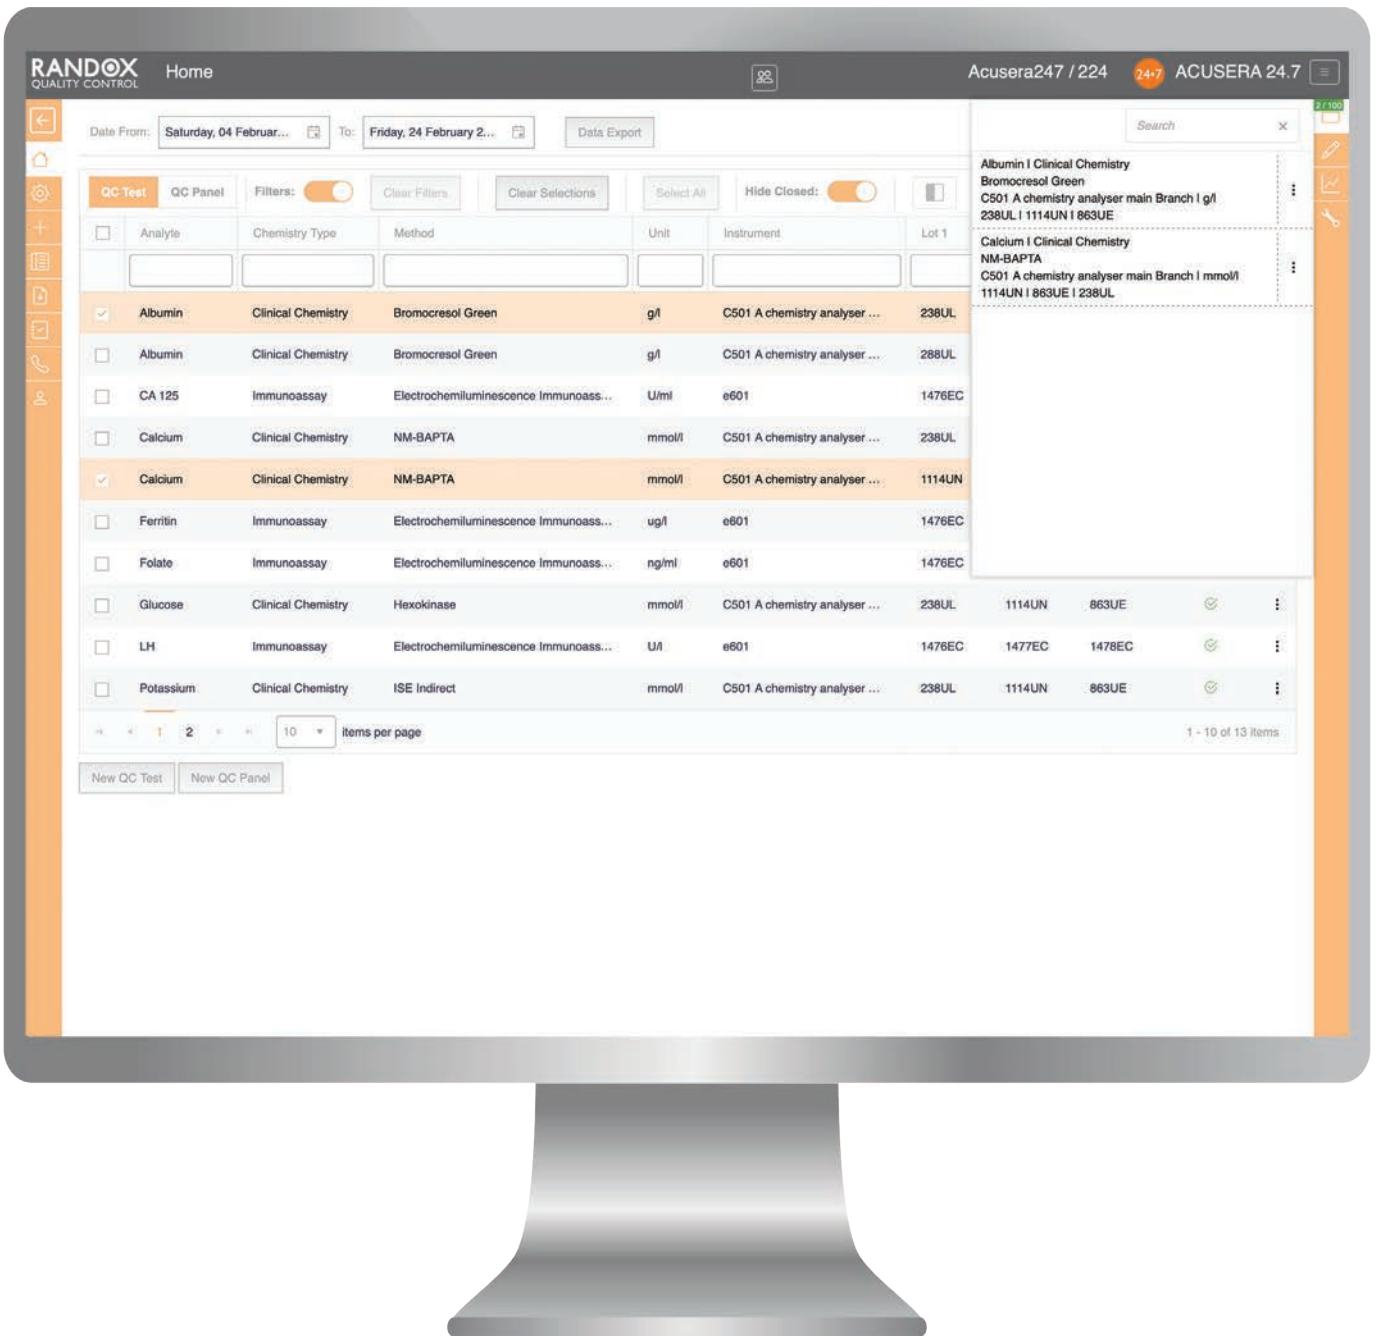 RANDOX
QUALITY CONTROL
Home
Acusera247 / 224
24•7
ACUSERA 24.7
2 / 100
Date From:
Saturday, 04 Februar...
To:
Friday, 24 February 2...
Data Export
Search
QC Test
QC Panel
Filters:
Clear Filters
Clear Selections
Select All
Hide Closed:
Albumin I Clinical Chemistry
Bromocresol Green
C501 A chemistry analyser main Branch I g/l
238UL I 1114UN I 863UE
Calcium I Clinical Chemistry
NM-BAPTA
C501 A chemistry analyser main Branch I mmol/l
1114UN I 863UE I 238UL
Analyte Chemistry Type Method Unit Instrument Lot 1
Albumin Clinical Chemistry Bromocresol Green g/l C501 A chemistry analyser ... 238UL
Albumin Clinical Chemistry Bromocresol Green g/l C501 A chemistry analyser ... 288UL
CA 125 Immunoassay Electrochemiluminescence Immunoass... U/ml e601 1476EC
Calcium Clinical Chemistry NM-BAPTA mmol/l C501 A chemistry analyser ... 238UL
Calcium Clinical Chemistry NM-BAPTA mmol/l C501 A chemistry analyser ... 1114UN
Ferritin Immunoassay Electrochemiluminescence Immunoass... ug/l e601 1476EC
Folate Immunoassay Electrochemiluminescence Immunoass... ng/ml e601 1476EC
Glucose Clinical Chemistry Hexokinase mmol/l C501 A chemistry analyser ... 238UL 1114UN 863UE
LH Immunoassay Electrochemiluminescence Immunoass... U/l e601 1476EC 1477EC 1478EC
Potassium Clinical Chemistry ISE Indirect mmol/l C501 A chemistry analyser ... 238UL 1114UN 863UE
1 2 10 items per page 1 - 10 of 13 items
New QC Test
New QC Panel